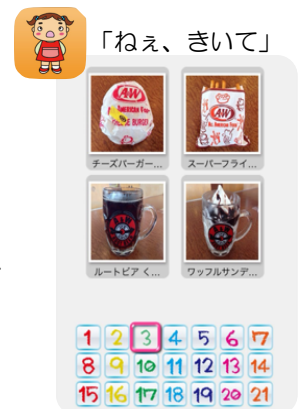 「ねぇ、きいて」
A&W
All American Food
A&W
チーズバーガー...
スーパーフライ...
ルートビア く...
ワッフルサンデ...
1 2 3 4 5 6 7
8 9 10 11 12 13 14
15 16 17 18 19 20 21